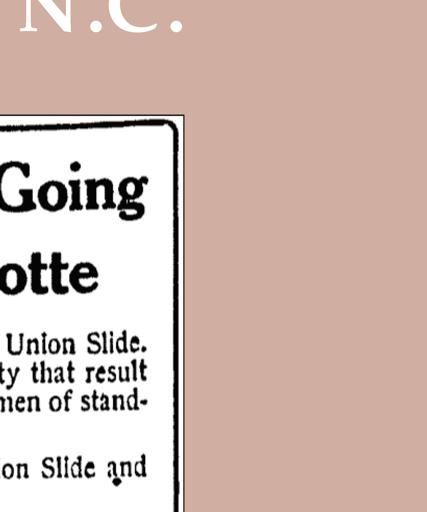 N.C.
Going
otte
Union Slide.
ty that result
men of stand-
on Slide and